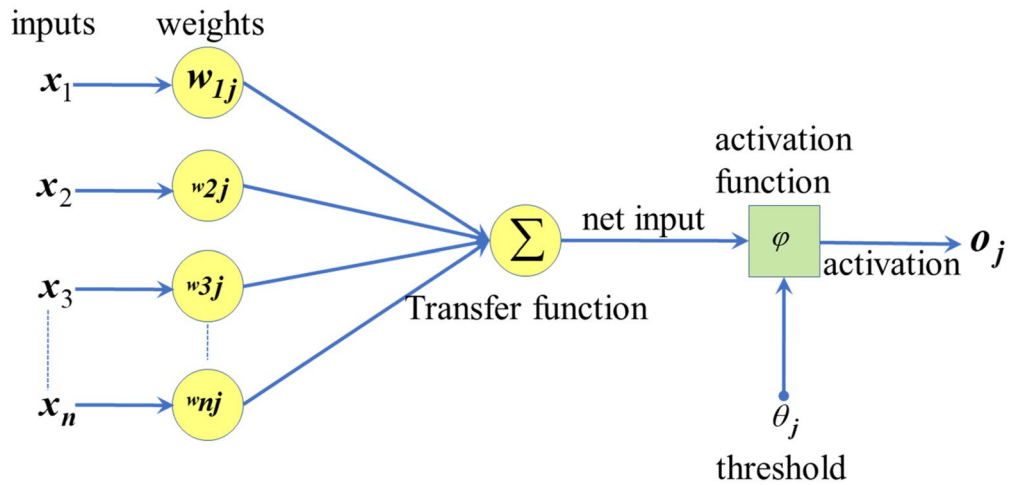 inputs weights
x1 w1j
activation
function
x2 w2j
net input
Σ φ oj
activation
x3 w3j
Transfer function
xn wnj
θj
threshold